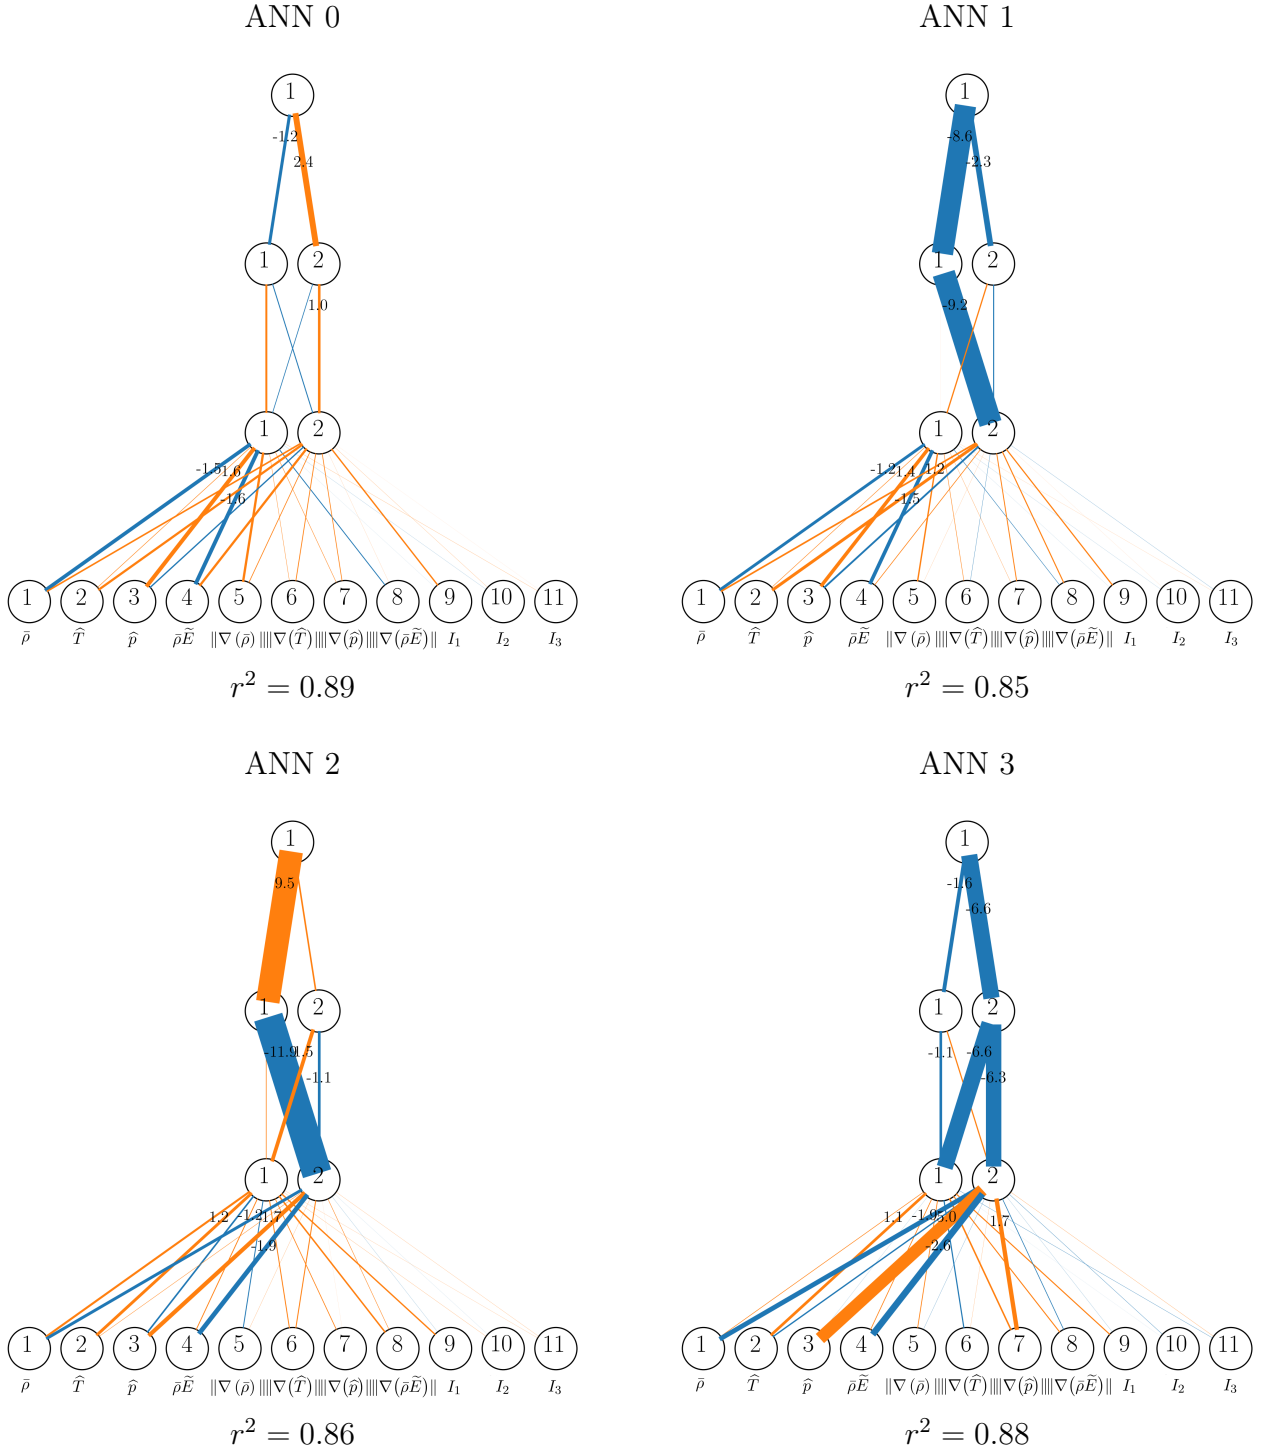 ANN 0 ANN 1
1 1
-1.2 -8.6
2.4 -2.3
1 2 1 2
1.0 -9.2
1 2 1 2
-1.5 1.6 -1.2 1.4 1.2
-1.6 -1.5
1 2 3 4 5 6 7 8 9 10 11 1 2 3 4 5 6 7 8 9 10 11
ρ̄ T̂ p̂ ρ̄Ẽ ||∇(ρ̄)|| ||∇(T̂)|| ||∇(p̂)|| ||∇(ρ̄Ẽ)|| I₁ I₂ I₃ ρ̄ T̂ p̂ ρ̄Ẽ ||∇(ρ̄)|| ||∇(T̂)|| ||∇(p̂)|| ||∇(ρ̄Ẽ)|| I₁ I₂ I₃
r² = 0.89 r² = 0.85
ANN 2 ANN 3
1 1
9.5 -1.6
-6.6
1 2 1 2
-11.9 1.5 -1.1 -6.6
-1.1 -6.3
1 2 1 2
1.2 -1.2 1.7 1.1 -1.9 5.0 1.7
-1.9 -2.6
1 2 3 4 5 6 7 8 9 10 11 1 2 3 4 5 6 7 8 9 10 11
ρ̄ T̂ p̂ ρ̄Ẽ ||∇(ρ̄)|| ||∇(T̂)|| ||∇(p̂)|| ||∇(ρ̄Ẽ)|| I₁ I₂ I₃ ρ̄ T̂ p̂ ρ̄Ẽ ||∇(ρ̄)|| ||∇(T̂)|| ||∇(p̂)|| ||∇(ρ̄Ẽ)|| I₁ I₂ I₃
r² = 0.86 r² = 0.88